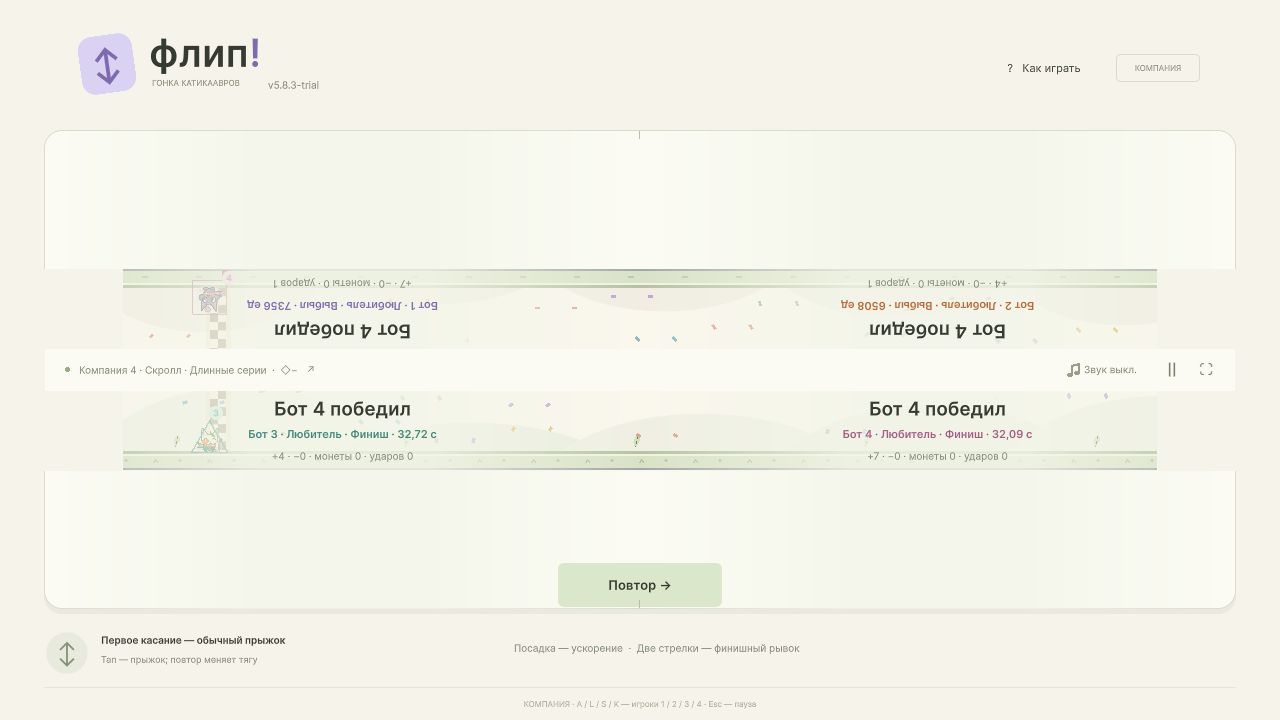 флип!
ГОНКА КАТИКААВРОВ
v5.8.3-trial
? Как играть
КОМПАНИЯ
4
+7 · −0 · монеты 0 · ударов 1
Бот 1 · Любитель · Выбыл · 7356 ед
Бот 4 победил
+4 · −0 · монеты 0 · ударов 1
Бот 2 · Любитель · Выбыл · 6508 ед
Бот 4 победил
Компания 4 · Скролл · Длинные серии · ◇– ↗
Звук выкл.
3
Бот 4 победил
Бот 3 · Любитель · Финиш · 32,72 с
+4 · −0 · монеты 0 · ударов 0
Бот 4 победил
Бот 4 · Любитель · Финиш · 32,09 с
+7 · −0 · монеты 0 · ударов 0
Повтор →
Первое касание — обычный прыжок
Тап — прыжок; повтор меняет тягу
Посадка — ускорение · Две стрелки — финишный рывок
КОМПАНИЯ · A / L / S / K — игроки 1 / 2 / 3 / 4 · Esc — пауза